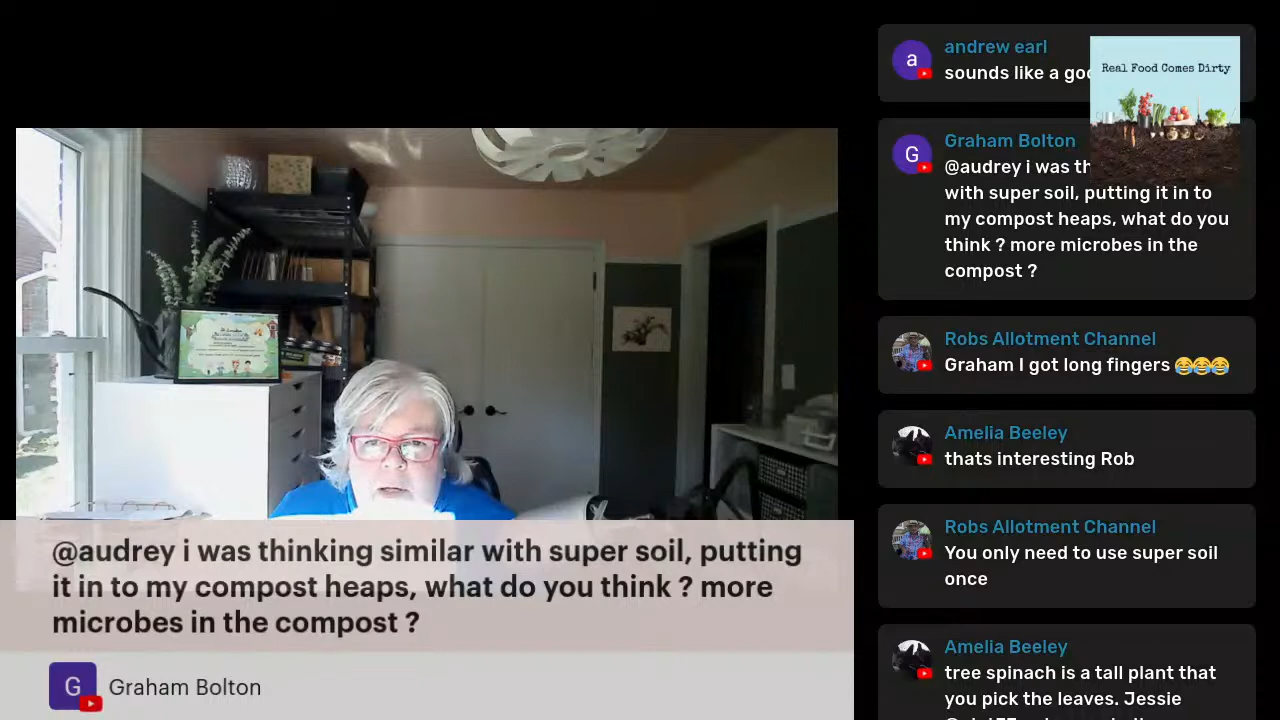 andrew earl
sounds like a goo
Real Food Comes Dirty
Graham Bolton
@audrey i was th
with super soil, putting it in to
my compost heaps, what do you
think ? more microbes in the
compost ?
Robs Allotment Channel
Graham I got long fingers 😂😂😂
Amelia Beeley
thats interesting Rob
Robs Allotment Channel
You only need to use super soil
once
Amelia Beeley
tree spinach is a tall plant that
you pick the leaves. Jessie
@audrey i was thinking similar with super soil, putting
it in to my compost heaps, what do you think ? more
microbes in the compost ?
G
Graham Bolton